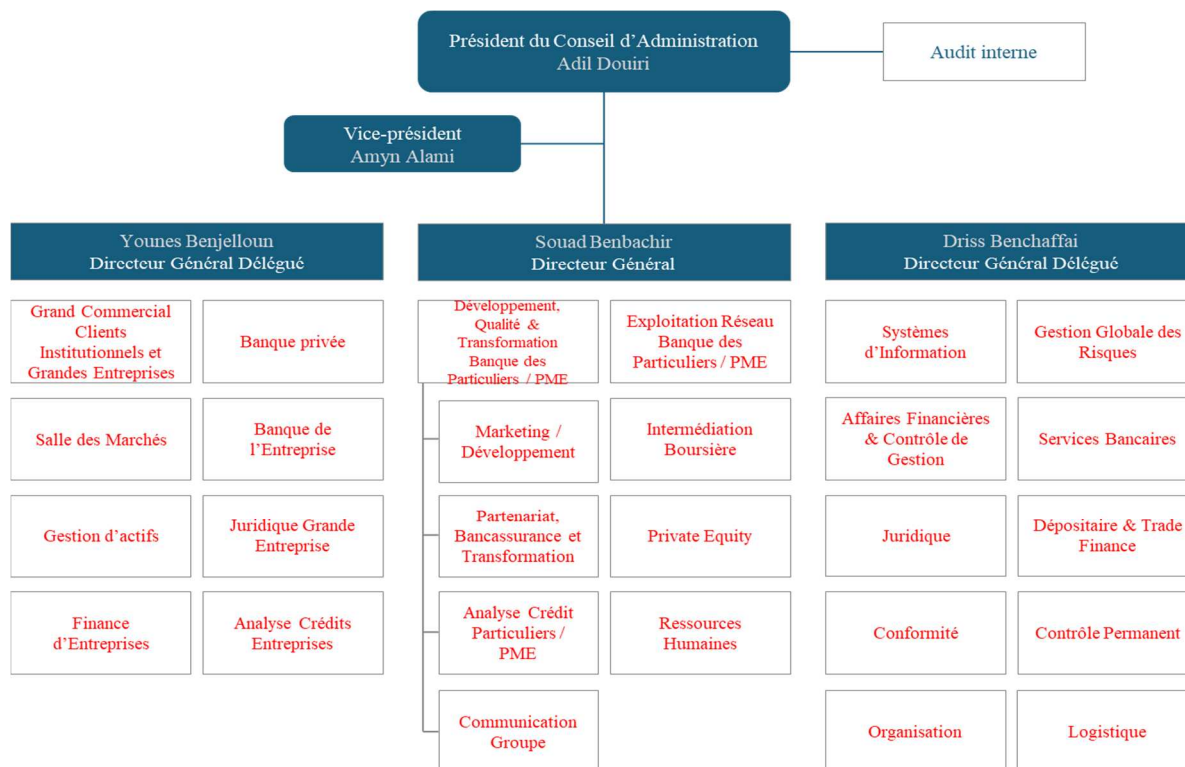 Président du Conseil d’Administration
Adil Douiri
Audit interne
Vice-président
Amyn Alami
Younes Benjelloun
Directeur Général Délégué
Grand Commercial
Clients
Institutionnels et
Grandes Entreprises
Banque privée
Salle des Marchés
Banque de
l’Entreprise
Gestion d’actifs
Juridique Grande
Entreprise
Finance
d’Entreprises
Analyse Crédits
Entreprises
Souad Benbachir
Directeur Général
Développement,
Qualité &
Transformation
Banque des
Particuliers / PME
Exploitation Réseau
Banque des
Particuliers / PME
Marketing /
Développement
Intermédiation
Boursière
Partenariat,
Bancassurance et
Transformation
Private Equity
Analyse Crédit
Particuliers /
PME
Ressources
Humaines
Communication
Groupe
Driss Benchaffai
Directeur Général Délégué
Systèmes
d’Information
Gestion Globale des
Risques
Affaires Financières
& Contrôle de
Gestion
Services Bancaires
Juridique
Dépositaire & Trade
Finance
Conformité
Contrôle Permanent
Organisation
Logistique